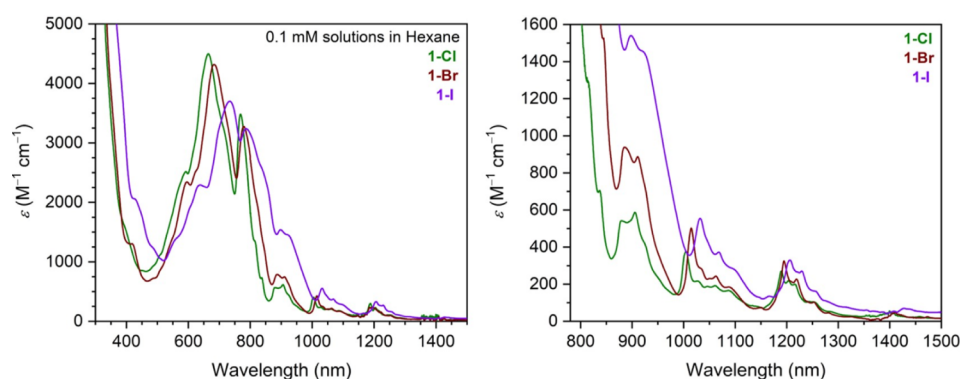 0.1 mM solutions in Hexane
1-Cl
1-Br
1-I
ε (M⁻¹ cm⁻¹)
5000
4000
3000
2000
1000
0
400 600 800 1000 1200 1400
Wavelength (nm)
1-Cl
1-Br
1-I
ε (M⁻¹ cm⁻¹)
1600
1400
1200
1000
800
600
400
200
0
800 900 1000 1100 1200 1300 1400 1500
Wavelength (nm)